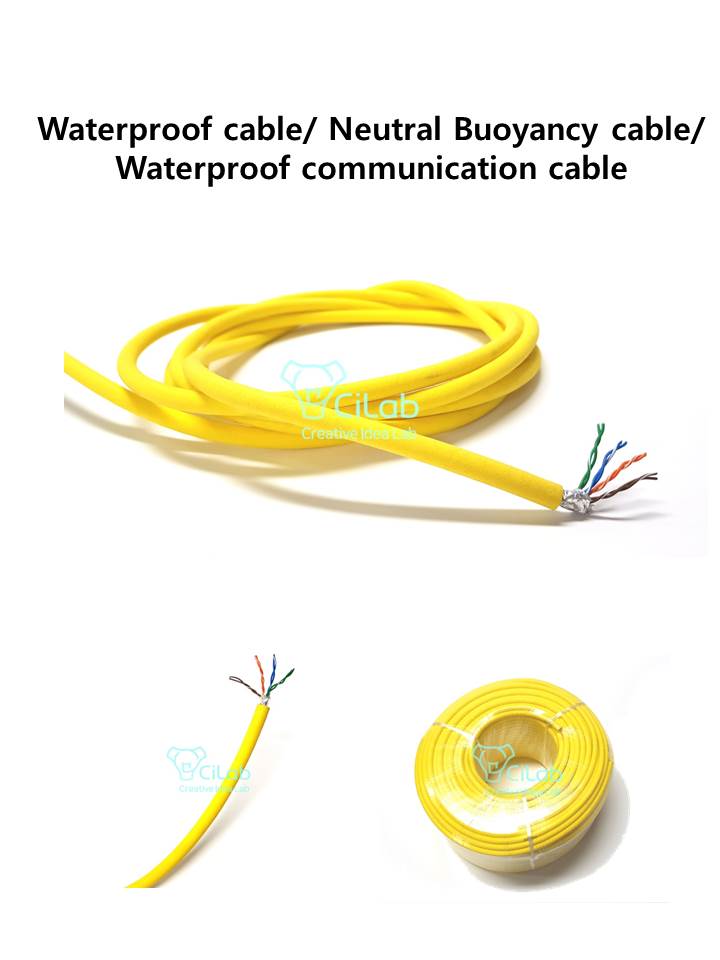 Waterproof cable/ Neutral Buoyancy cable/
Waterproof communication cable
CiLab
Creative Idea Lab
CiLab
Creative Idea Lab
CiLab
Creative Idea Lab